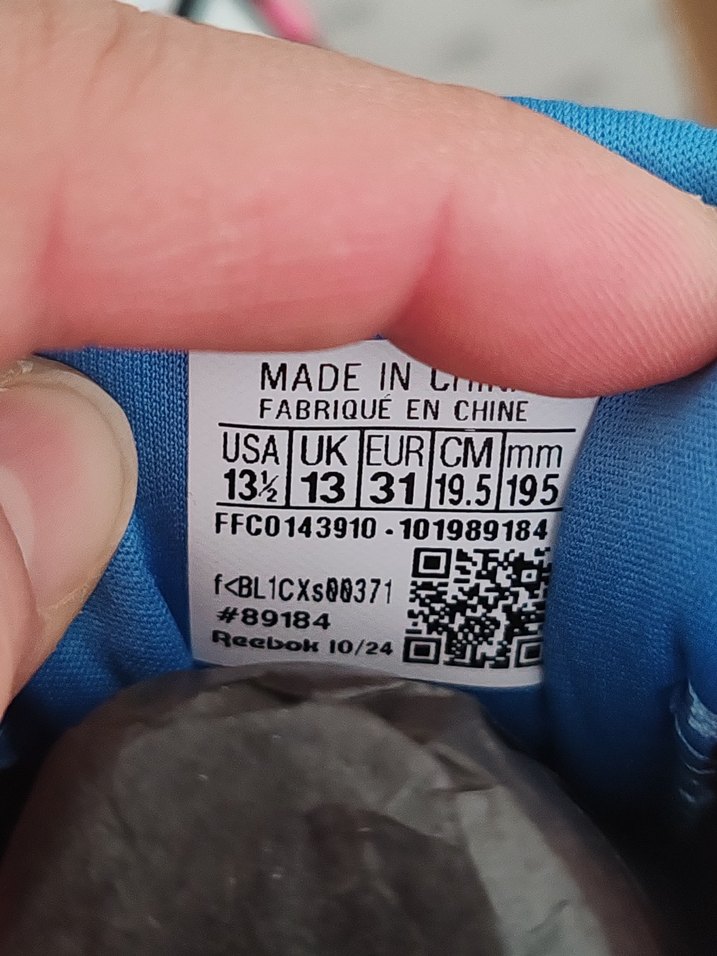 MADE IN
FABRIQUÉ EN CHINE
USA UK EUR CM mm
13½ 13 31 19.5 195
FFC0143910 - 101989184
f<BL1CXs00371
#89184
Reebok 10/24